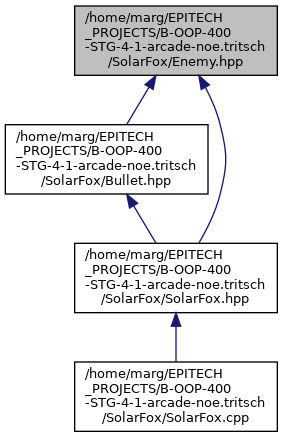 /home/marg/EPITECH
_PROJECTS/B-OOP-400
-STG-4-1-arcade-noe.tritsch
/SolarFox/Enemy.hpp
/home/marg/EPITECH
_PROJECTS/B-OOP-400
-STG-4-1-arcade-noe.tritsch
/SolarFox/Bullet.hpp
/home/marg/EPITECH
_PROJECTS/B-OOP-400
-STG-4-1-arcade-noe.tritsch
/SolarFox/SolarFox.hpp
/home/marg/EPITECH
_PROJECTS/B-OOP-400
-STG-4-1-arcade-noe.tritsch
/SolarFox/SolarFox.cpp